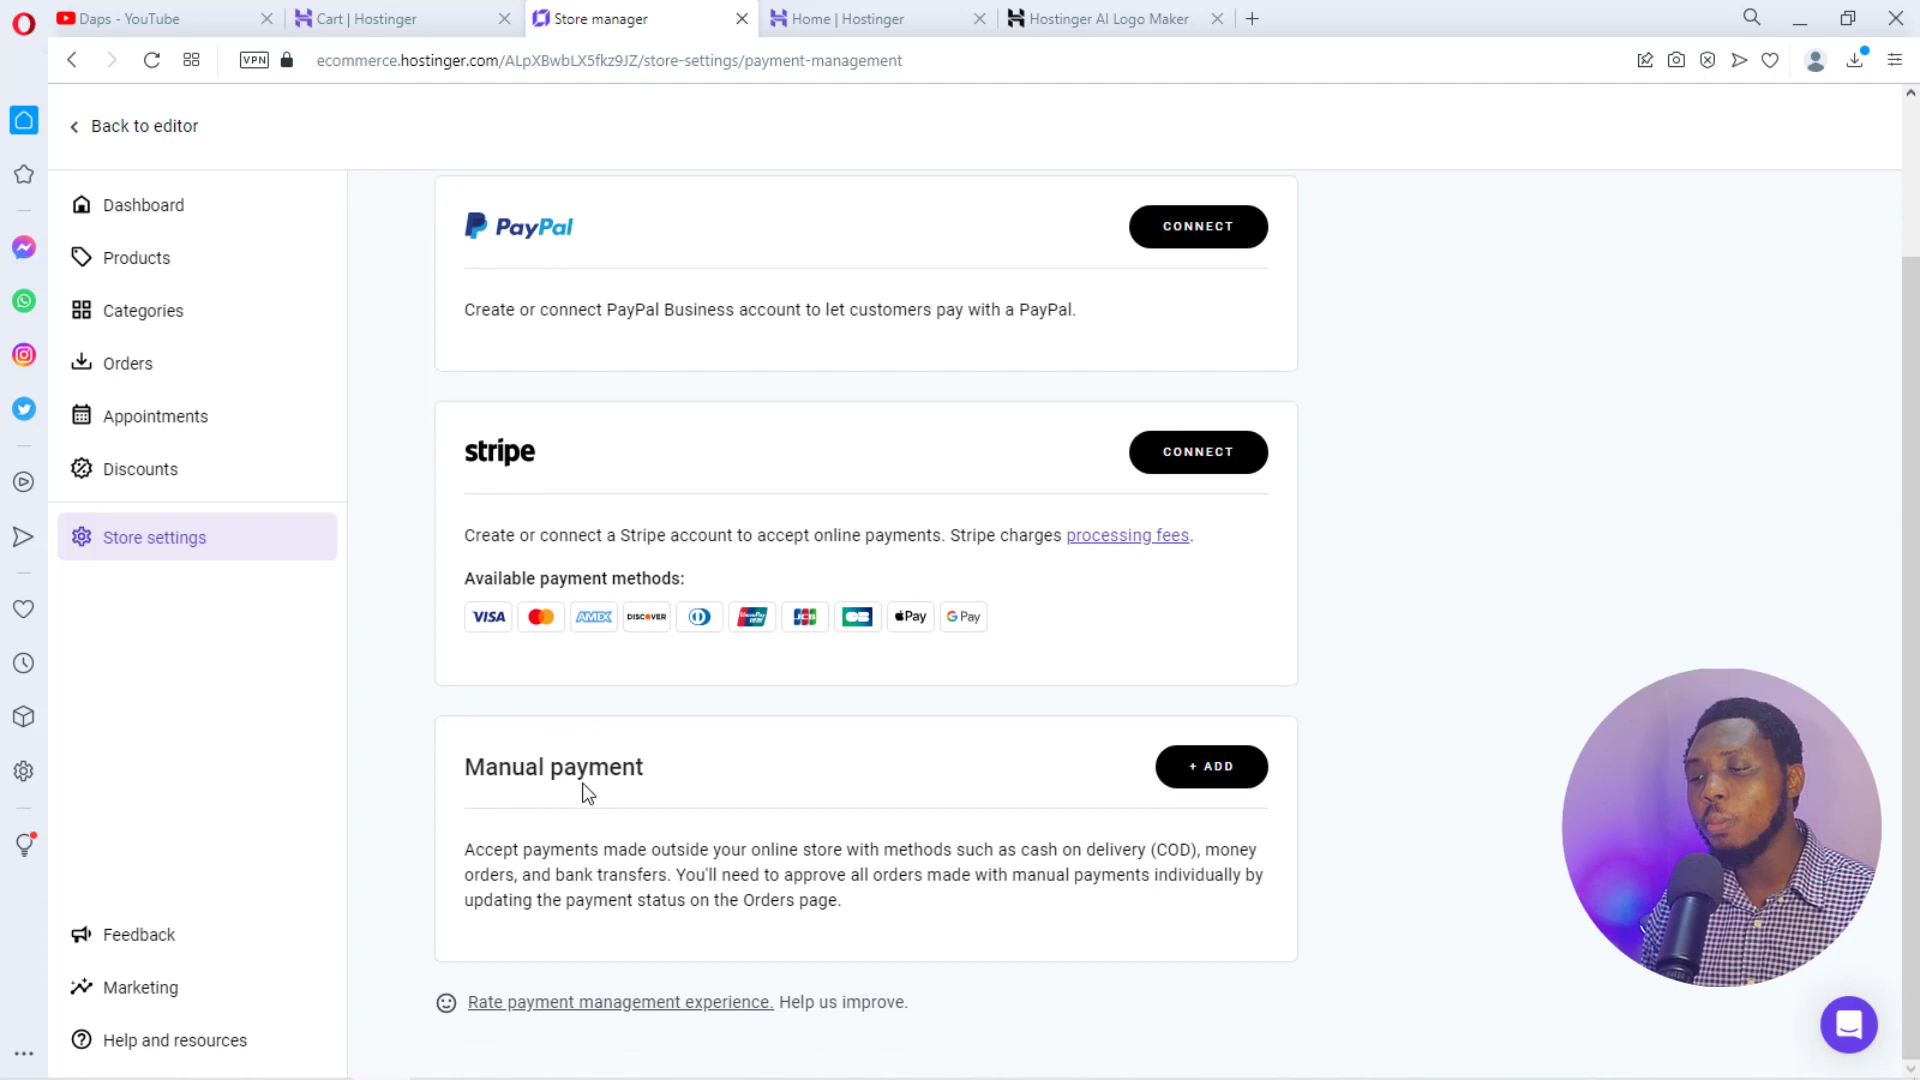 Daps - YouTube
Cart | Hostinger
Store manager
Home | Hostinger
Hostinger AI Logo Maker
VPN
ecommerce.hostinger.com/ALpXBwbLX5fkz9JZ/store-settings/payment-management
Back to editor
Dashboard
Products
Categories
Orders
Appointments
Discounts
Store settings
Feedback
Marketing
Help and resources
PayPal
CONNECT
Create or connect PayPal Business account to let customers pay with a PayPal.
stripe
CONNECT
Create or connect a Stripe account to accept online payments. Stripe charges processing fees.
Available payment methods:
VISA AMEX DISCOVER UnionPay JCB CB Pay G Pay
Manual payment
+ ADD
Accept payments made outside your online store with methods such as cash on delivery (COD), money
orders, and bank transfers. You'll need to approve all orders made with manual payments individually by
updating the payment status on the Orders page.
Rate payment management experience. Help us improve.